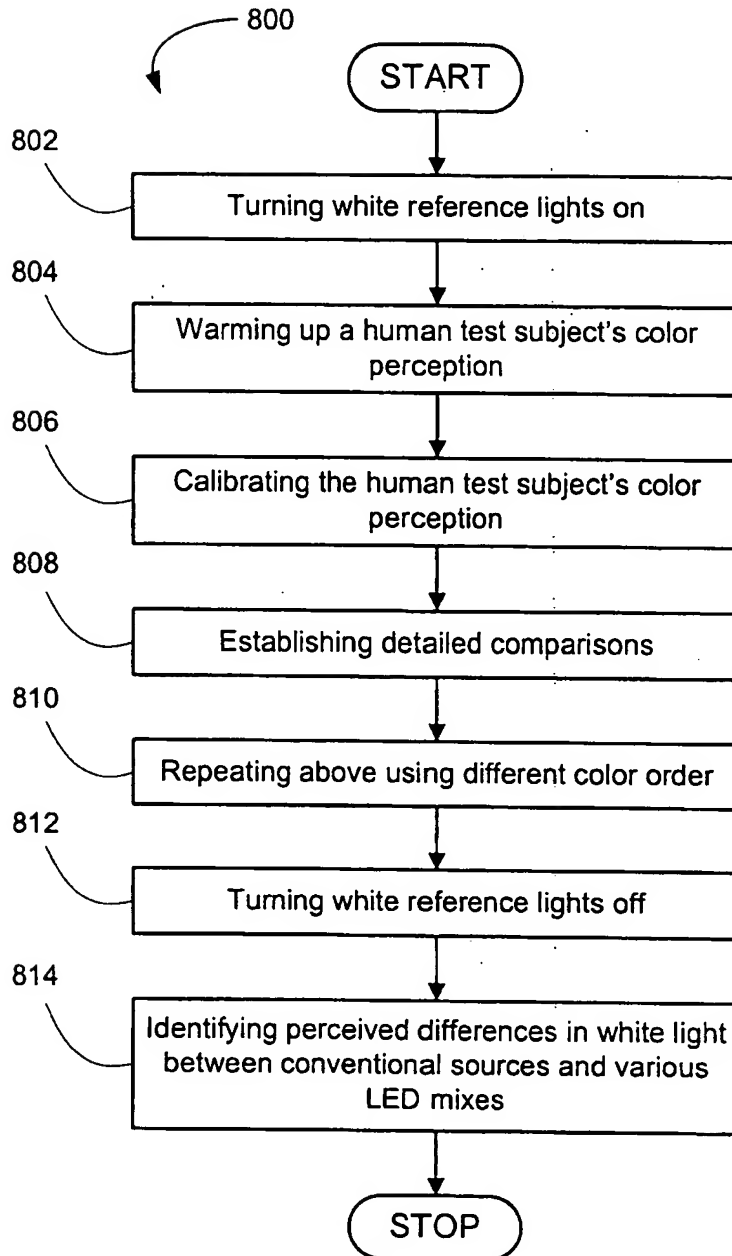 800
START
802
Turning white reference lights on
804
Warming up a human test subject's color
perception
806
Calibrating the human test subject's color
perception
808
Establishing detailed comparisons
810
Repeating above using different color order
812
Turning white reference lights off
814
Identifying perceived differences in white light
between conventional sources and various
LED mixes
STOP